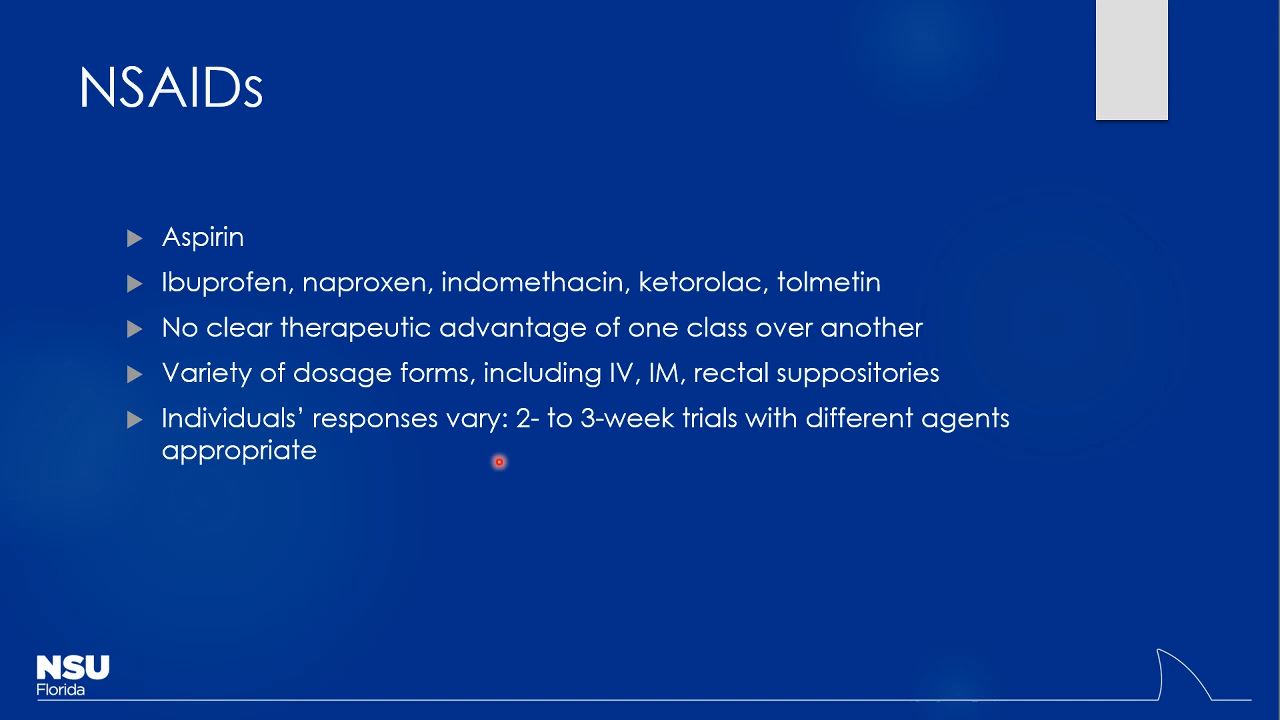 NSAIDs
Aspirin
Ibuprofen, naproxen, indomethacin, ketorolac, tolmetin
No clear therapeutic advantage of one class over another
Variety of dosage forms, including IV, IM, rectal suppositories
Individuals’ responses vary: 2- to 3-week trials with different agents
appropriate
NSU
Florida